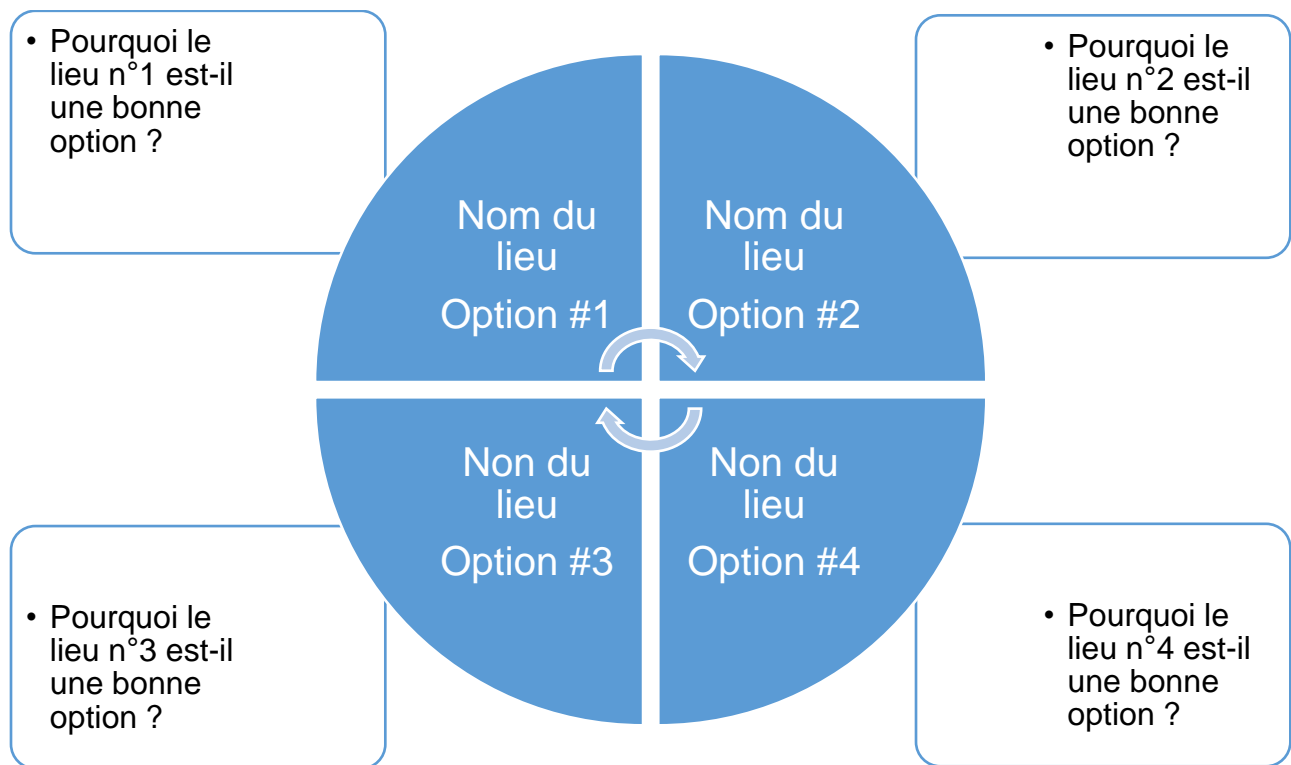 • Pourquoi le
lieu n°1 est-il
une bonne
option ?
• Pourquoi le
lieu n°2 est-il
une bonne
option ?
Nom du
lieu
Option #1
Nom du
lieu
Option #2
Non du
lieu
Option #3
Non du
lieu
Option #4
• Pourquoi le
lieu n°3 est-il
une bonne
option ?
• Pourquoi le
lieu n°4 est-il
une bonne
option ?